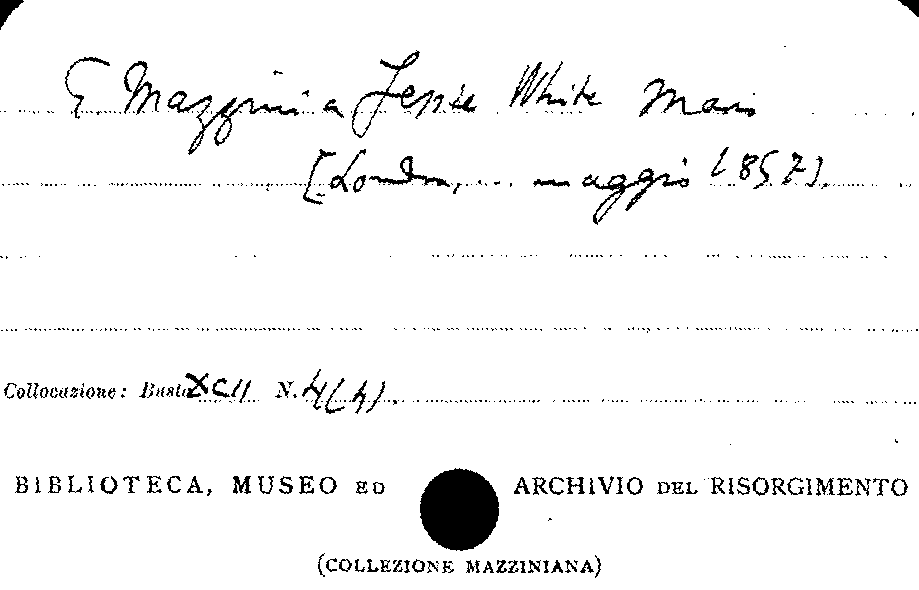 G. Mazzini a Jessie White Mario
[Londra, ... maggio 1857].
Collocazione: Busta XCII N. 4(4).
BIBLIOTECA, MUSEO ED ARCHIVIO DEL RISORGIMENTO
(COLLEZIONE MAZZINIANA)